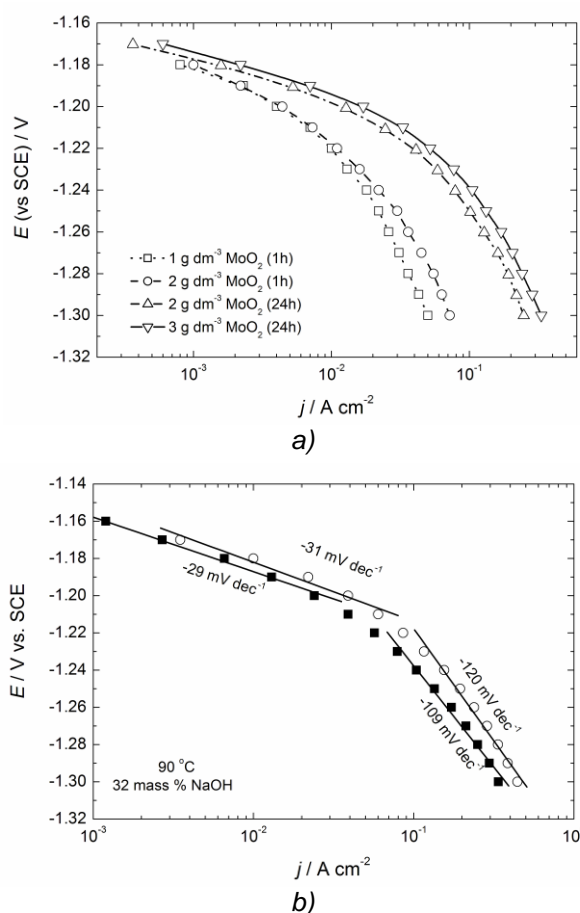 -1.16
-1.18
-1.20
-1.22
-1.24
-1.26
-1.28
-1.30
-1.32
E (vs SCE) / V
1 g dm⁻³ MoO₂ (1h)
2 g dm⁻³ MoO₂ (1h)
2 g dm⁻³ MoO₂ (24h)
3 g dm⁻³ MoO₂ (24h)
10⁻³ 10⁻² 10⁻¹
j / A cm⁻²
a)
-1.14
-1.16
-1.18
-1.20
-1.22
-1.24
-1.26
-1.28
-1.30
-1.32
E / V vs. SCE
-31 mV dec⁻¹
-29 mV dec⁻¹
-120 mV dec⁻¹
-109 mV dec⁻¹
90 °C
32 mass % NaOH
10⁻³ 10⁻² 10⁻¹ 10
j / A cm⁻²
b)